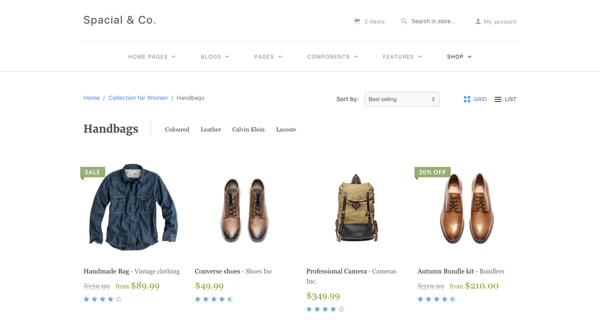 Spacial & Co.
3 items
Search in store...
My account
HOME PAGES
BLOGS
PAGES
COMPONENTS
FEATURES
SHOP
Home / Collection for Women / Handbags
Sort by:
Best selling
GRID
LIST
Handbags
Coloured
Leather
Calvin Klein
Lacoste
SALE
20% OFF
Handmade Bag - Vintage clothing
$139.99 from $89.99
Converse shoes - Shoes Inc
$49.99
Professional Camera - Cameras
Inc.
$349.99
Autumn Bundle kit - Bundlers
$319.99 from $210.00